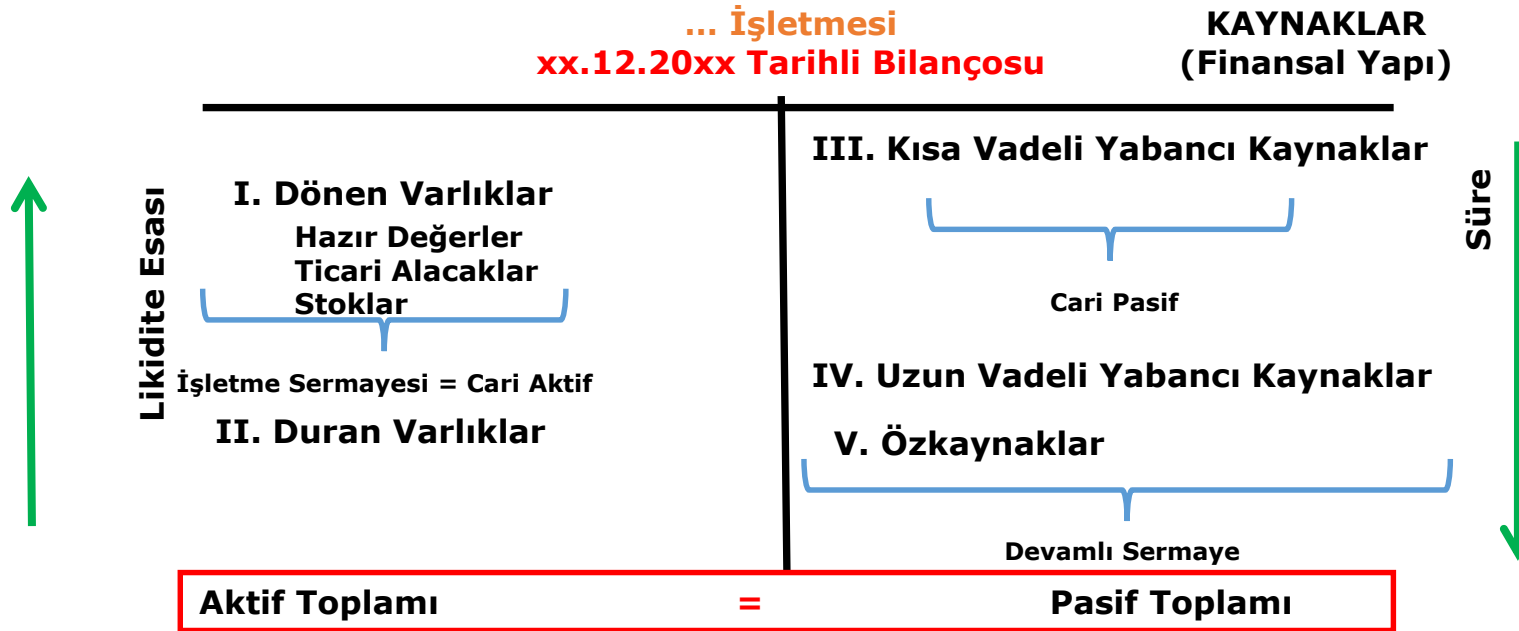 ... İşletmesi
xx.12.20xx Tarihli Bilançosu
KAYNAKLAR
(Finansal Yapı)
Likidite Esası
I. Dönen Varlıklar
Hazır Değerler
Ticari Alacaklar
Stoklar
İşletme Sermayesi = Cari Aktif
II. Duran Varlıklar
III. Kısa Vadeli Yabancı Kaynaklar
Cari Pasif
IV. Uzun Vadeli Yabancı Kaynaklar
V. Özkaynaklar
Devamlı Sermaye
Süre
Aktif Toplamı = Pasif Toplamı